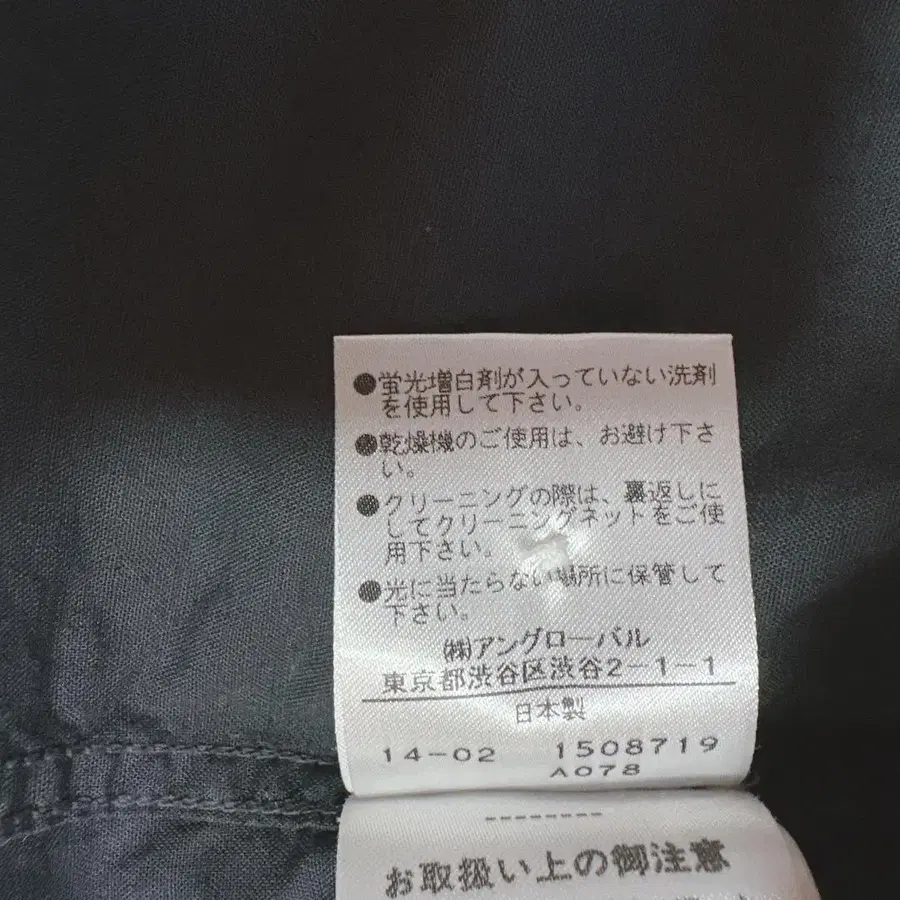 ●蛍光増白剤が入っていない洗剤
を使用して下さい。
●乾燥機のご使用は、お避け下さ
い。
●クリーニングの際は、裏返しに
してクリーニングネットをご使
用下さい。
●光に当たらない場所に保管して
下さい。
㈱アングローバル
東京都渋谷区渋谷2-1-1
日本製
14-02 1508719
A078
--------
お取扱い上の御注意